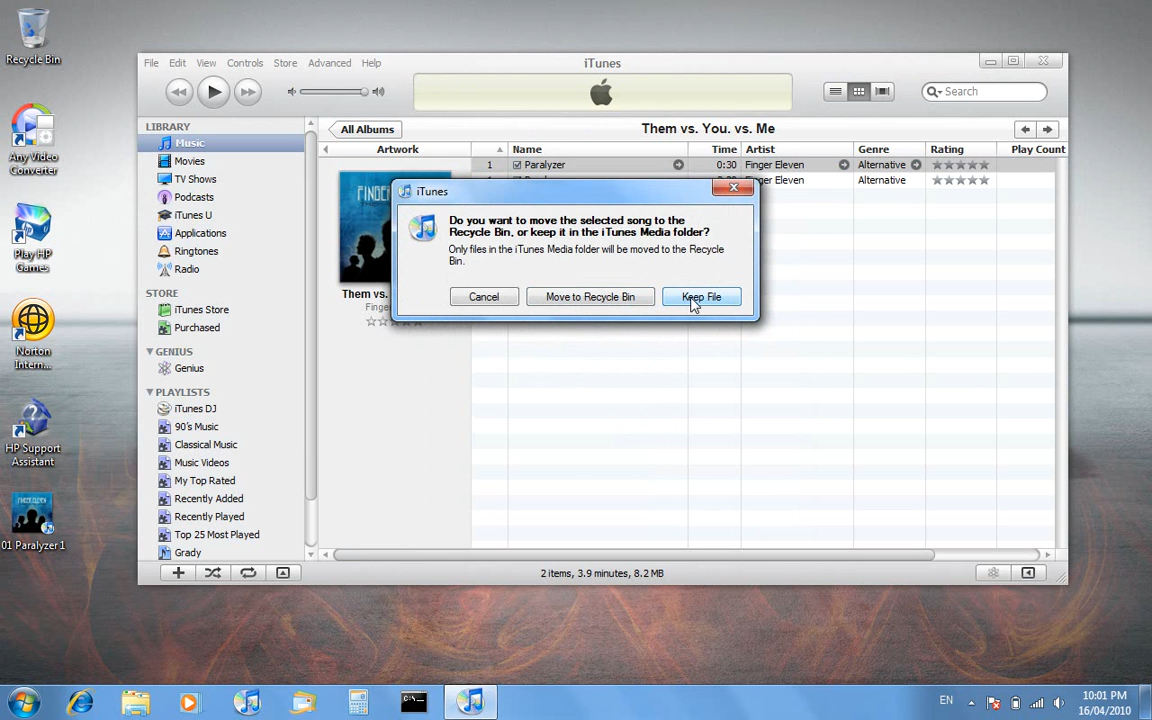 Recycle Bin
Any Video
Converter
Play HP
Games
Norton
Intern...
HP Support
Assistant
01 Paralyzer 1
File Edit View Controls Store Advanced Help
iTunes
Search
LIBRARY
Music
Movies
TV Shows
Podcasts
iTunes U
Applications
Ringtones
Radio
STORE
iTunes Store
Purchased
GENIUS
Genius
PLAYLISTS
iTunes DJ
90's Music
Classical Music
Music Videos
My Top Rated
Recently Added
Recently Played
Top 25 Most Played
Grady
All Albums
Them vs. You. vs. Me
Artwork Name Time Artist Genre Rating Play Count
1 Paralyzer 0:30 Finger Eleven Alternative
Finger Eleven Alternative
Them vs.
iTunes
Do you want to move the selected song to the
Recycle Bin, or keep it in the iTunes Media folder?
Only files in the iTunes Media folder will be moved to the Recycle
Bin.
Cancel Move to Recycle Bin Keep File
2 items, 3.9 minutes, 8.2 MB
EN
10:01 PM
16/04/2010